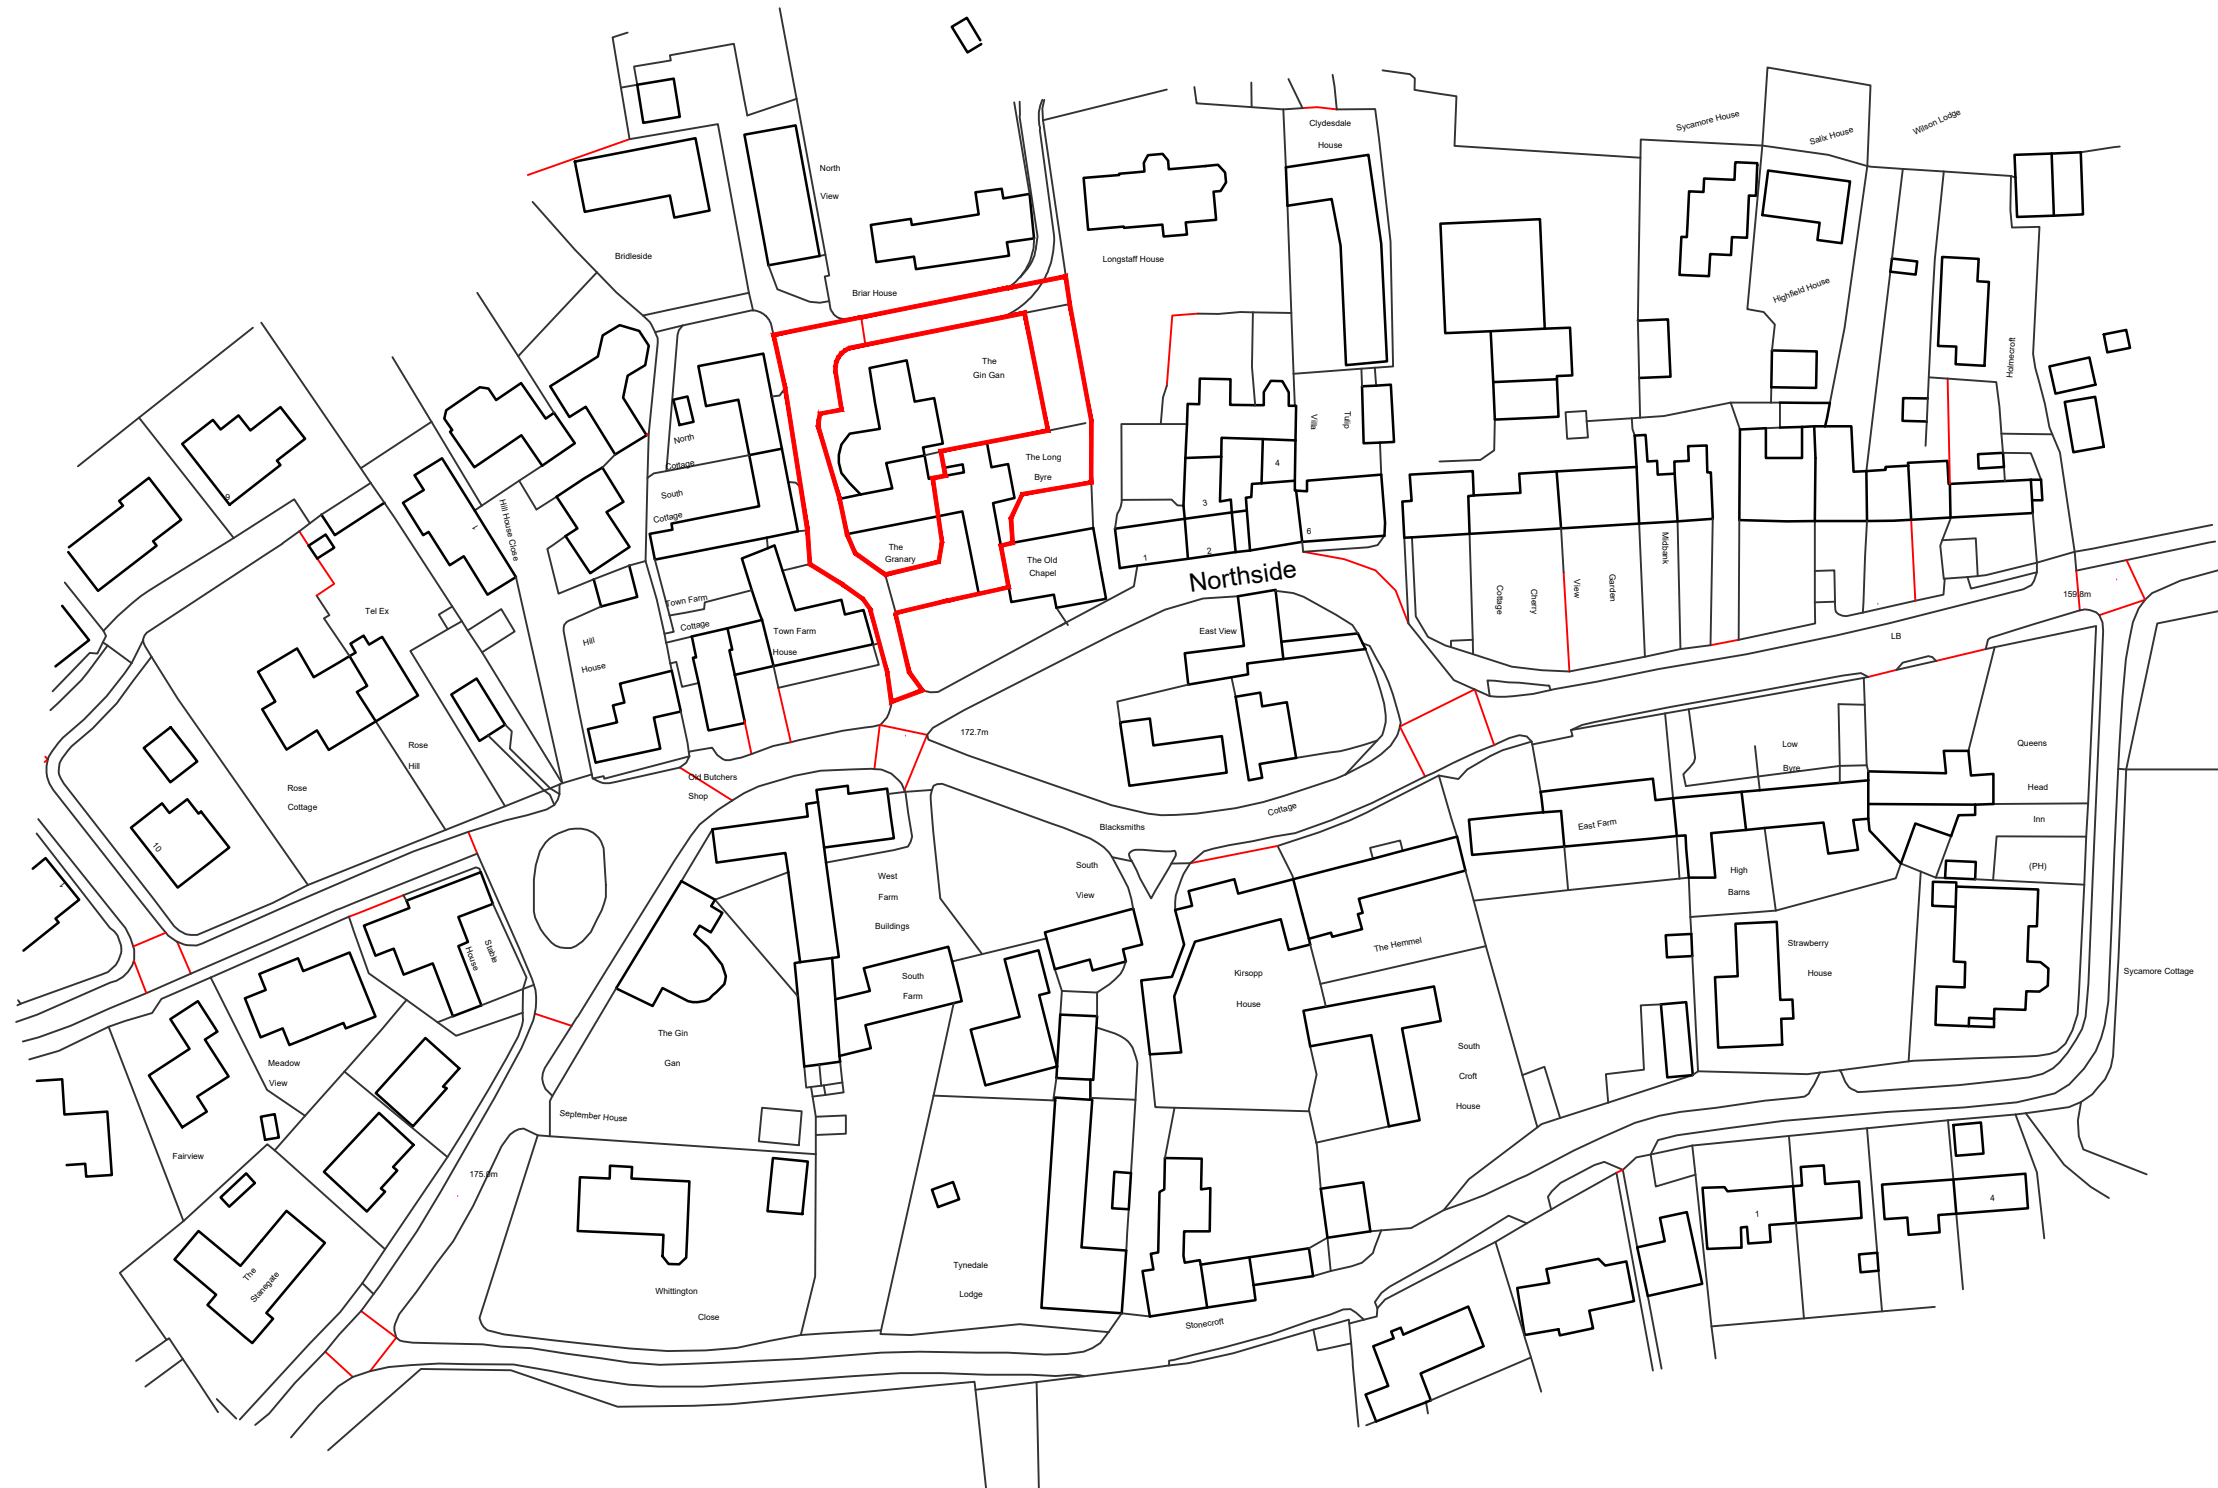 Clydesdale
House
Sycamore House
Salix House
Wilson Lodge
North
View
Bridleside
Longstaff House
Briar House
Highfield House
Holmecroft
The
Gin Gan
Villa
Tulip
North
Cottage
The Long
Byre
4
3
South
Cottage
9
1
Hill House Close
6
1
2
The
Granary
The Old
Chapel
Northside
Midbank
Cottage
Cherry
View
Garden
159.8m
Tel Ex
Town Farm
Cottage
Hill
House
Town Farm
House
East View
LB
172.7m
Rose
Hill
Low
Byre
Queens
Head
Inn
(PH)
Old Butchers
Shop
Rose
Cottage
Cottage
Blacksmiths
East Farm
10
1
West
Farm
Buildings
South
View
High
Barns
Stable
House
The Hemmel
Strawberry
House
South
Farm
Kirsopp
House
Sycamore Cottage
The Gin
Gan
Meadow
View
South
Croft
House
September House
Fairview
175.0m
4
1
The
Stanegate
Tynedale
Lodge
Whittington
Close
Stonecroft